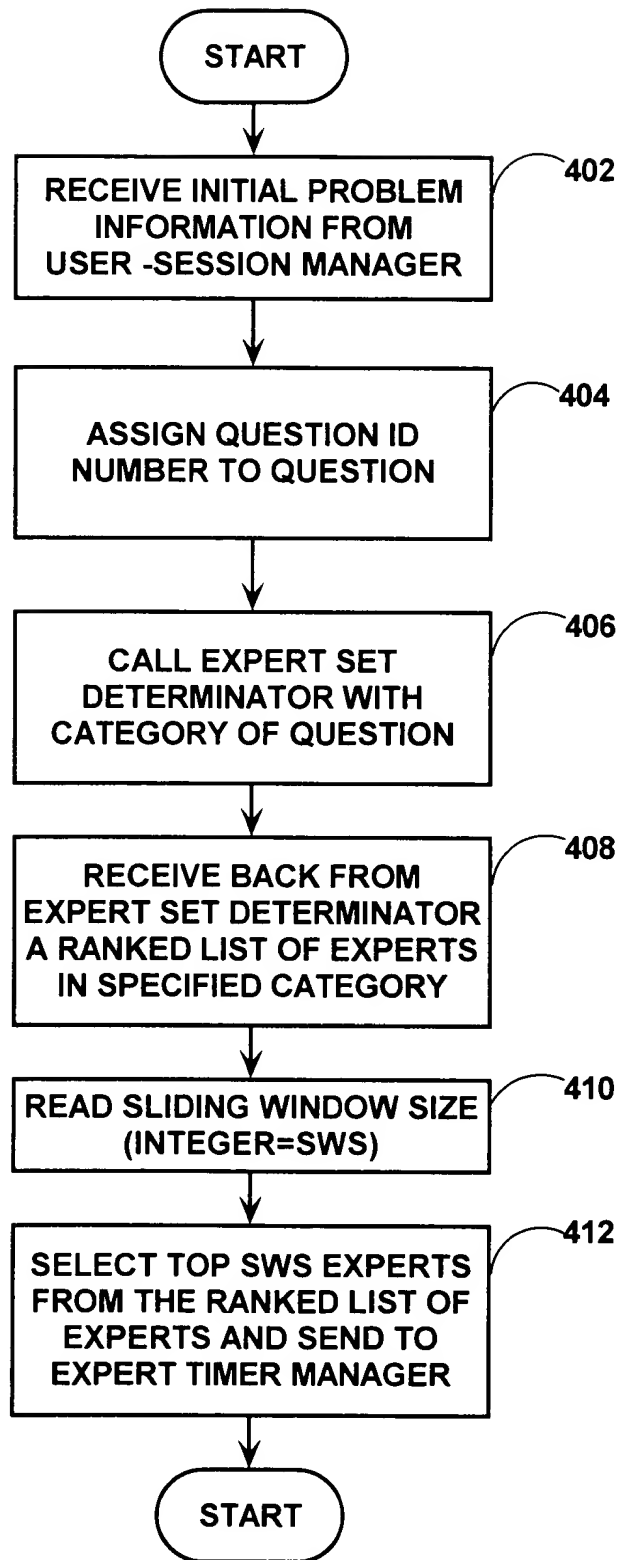 START
402
RECEIVE INITIAL PROBLEM
INFORMATION FROM
USER -SESSION MANAGER
404
ASSIGN QUESTION ID
NUMBER TO QUESTION
406
CALL EXPERT SET
DETERMINATOR WITH
CATEGORY OF QUESTION
408
RECEIVE BACK FROM
EXPERT SET DETERMINATOR
A RANKED LIST OF EXPERTS
IN SPECIFIED CATEGORY
410
READ SLIDING WINDOW SIZE
(INTEGER=SWS)
412
SELECT TOP SWS EXPERTS
FROM THE RANKED LIST OF
EXPERTS AND SEND TO
EXPERT TIMER MANAGER
START